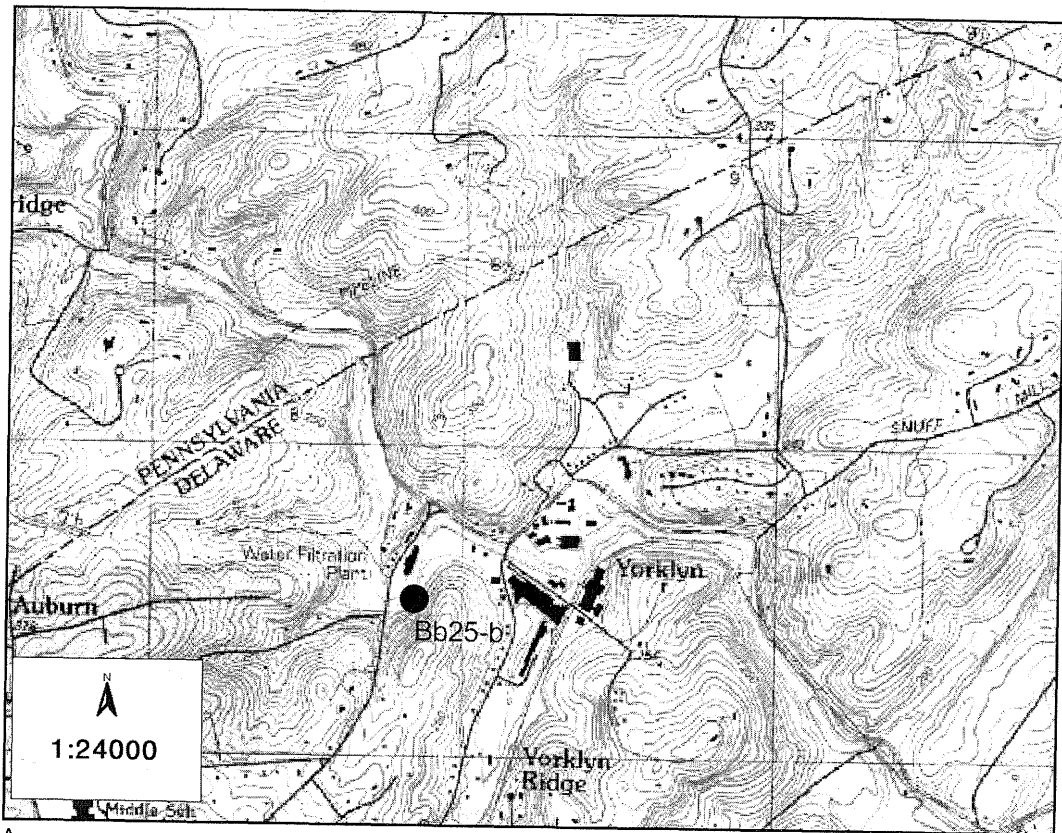 ridge
PIPELINE
PENNSYLVANIA
DELAWARE
SNUFF
MILL
Water Filtration
Plant
Yorklyn
Auburn
Bb25-b
N
1:24000
Yorklyn
Ridge
Middle Sch